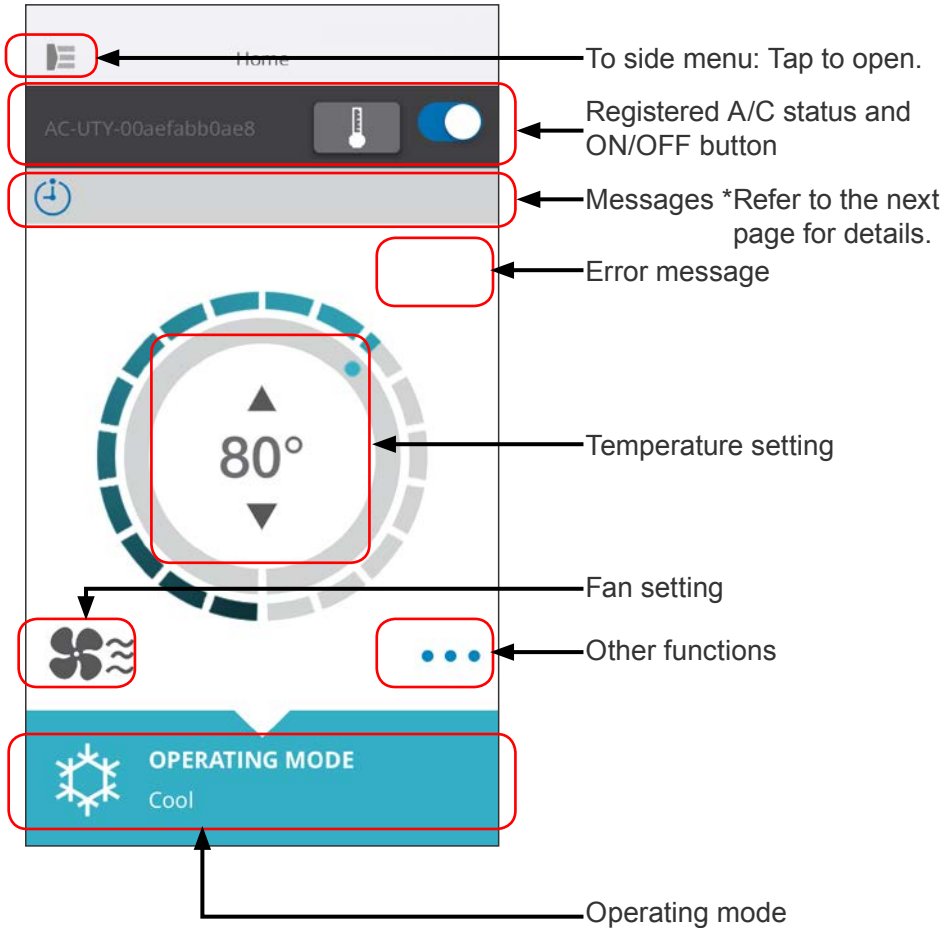 Home
To side menu: Tap to open.
AC-UTY-00aefabb0ae8
Registered A/C status and
ON/OFF button
Messages *Refer to the next
page for details.
Error message
80°
Temperature setting
Fan setting
Other functions
OPERATING MODE
Cool
Operating mode